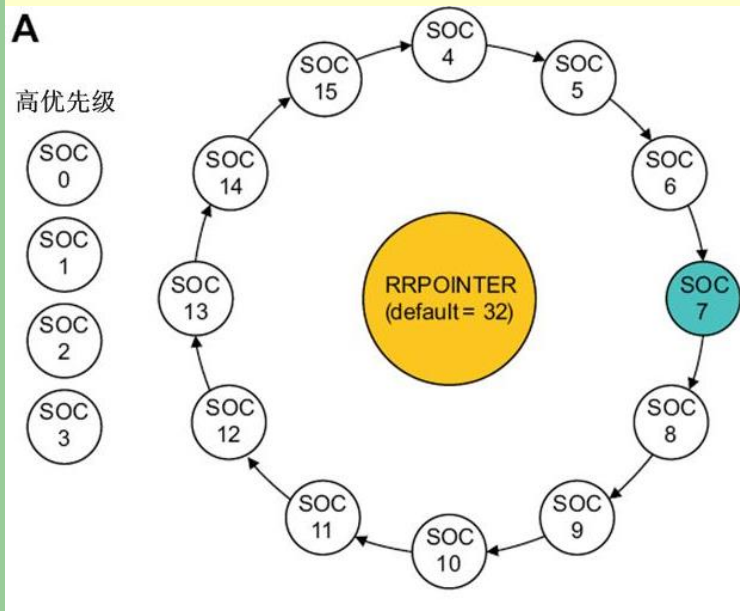 A
高优先级
SOC
0
SOC
1
SOC
2
SOC
3
SOC
4
SOC
5
SOC
6
SOC
7
SOC
8
SOC
9
SOC
10
SOC
11
SOC
12
SOC
13
SOC
14
SOC
15
RRPOINTER
(default = 32)